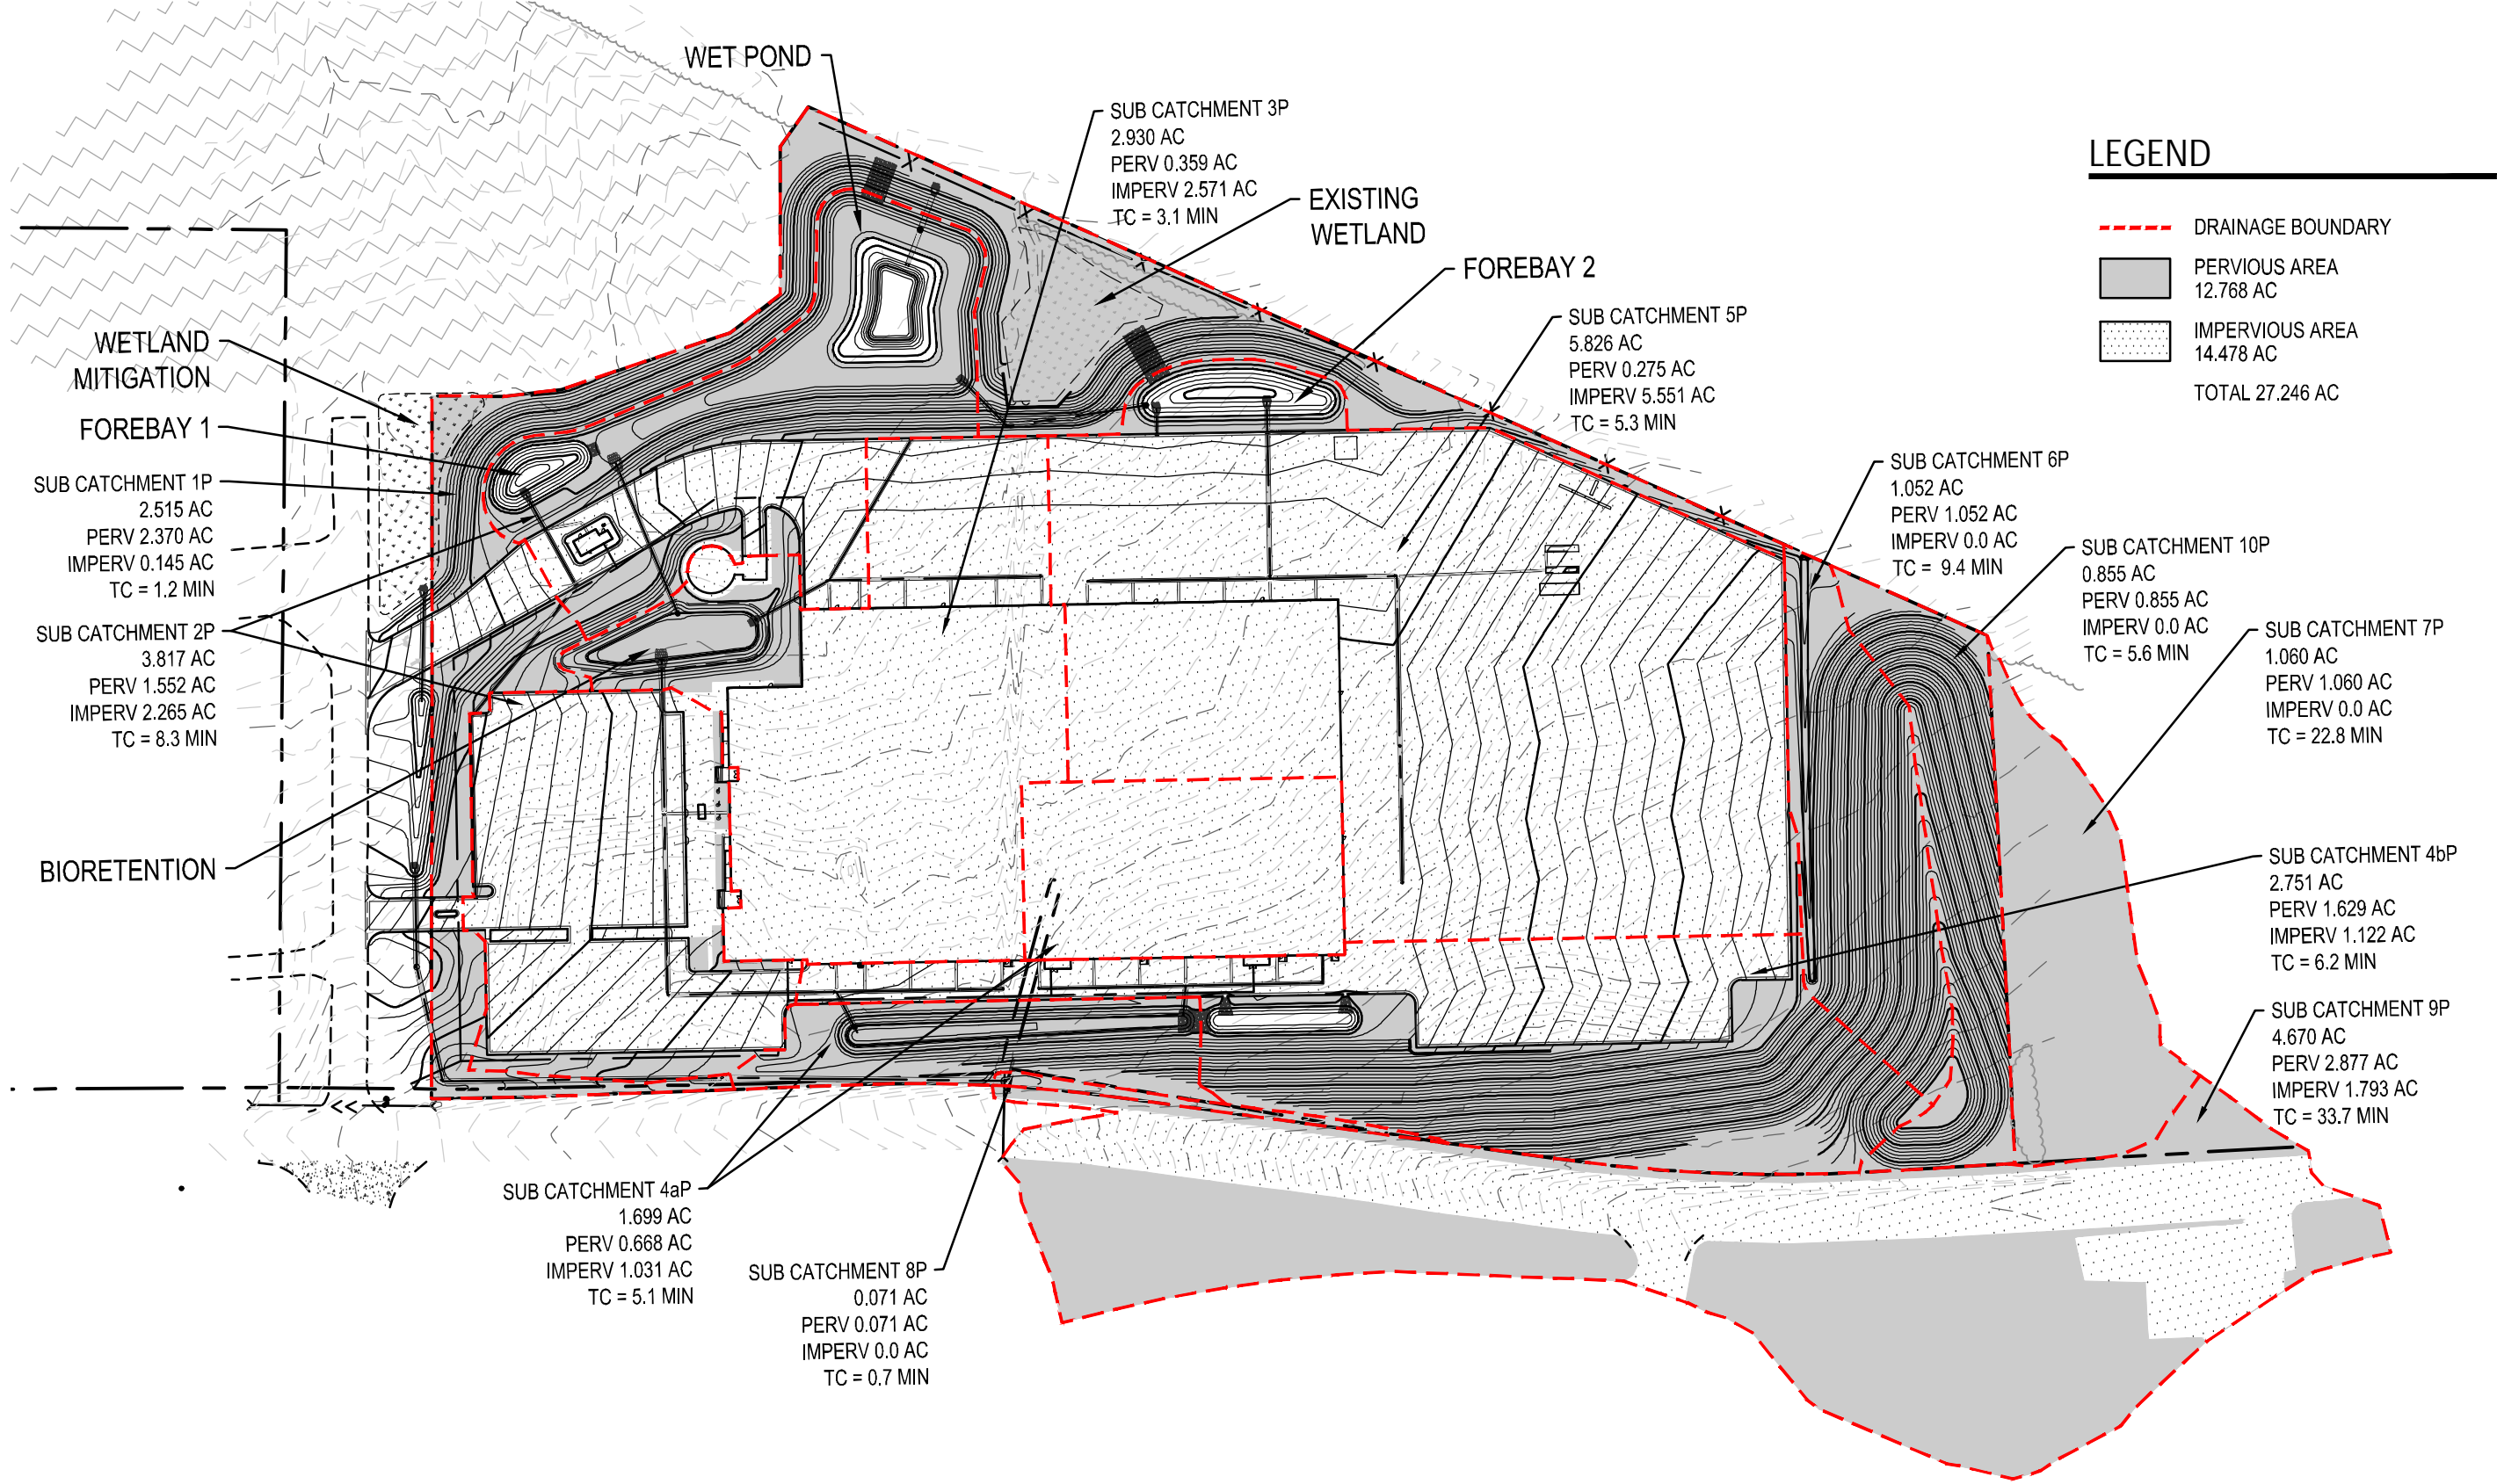 WET POND
SUB CATCHMENT 3P
2.930 AC
PERV 0.359 AC
IMPERV 2.571 AC
TC = 3.1 MIN
EXISTING
WETLAND
FOREBAY 2
SUB CATCHMENT 5P
5.826 AC
PERV 0.275 AC
IMPERV 5.551 AC
TC = 5.3 MIN
LEGEND
DRAINAGE BOUNDARY
PERVIOUS AREA
12.768 AC
IMPERVIOUS AREA
14.478 AC
TOTAL 27.246 AC
WETLAND
MITIGATION
FOREBAY 1
SUB CATCHMENT 1P
2.515 AC
PERV 2.370 AC
IMPERV 0.145 AC
TC = 1.2 MIN
SUB CATCHMENT 2P
3.817 AC
PERV 1.552 AC
IMPERV 2.265 AC
TC = 8.3 MIN
BIORETENTION
SUB CATCHMENT 6P
1.052 AC
PERV 1.052 AC
IMPERV 0.0 AC
TC = 9.4 MIN
SUB CATCHMENT 10P
0.855 AC
PERV 0.855 AC
IMPERV 0.0 AC
TC = 5.6 MIN
SUB CATCHMENT 7P
1.060 AC
PERV 1.060 AC
IMPERV 0.0 AC
TC = 22.8 MIN
SUB CATCHMENT 4bP
2.751 AC
PERV 1.629 AC
IMPERV 1.122 AC
TC = 6.2 MIN
SUB CATCHMENT 9P
4.670 AC
PERV 2.877 AC
IMPERV 1.793 AC
TC = 33.7 MIN
SUB CATCHMENT 4aP
1.699 AC
PERV 0.668 AC
IMPERV 1.031 AC
TC = 5.1 MIN
SUB CATCHMENT 8P
0.071 AC
PERV 0.071 AC
IMPERV 0.0 AC
TC = 0.7 MIN